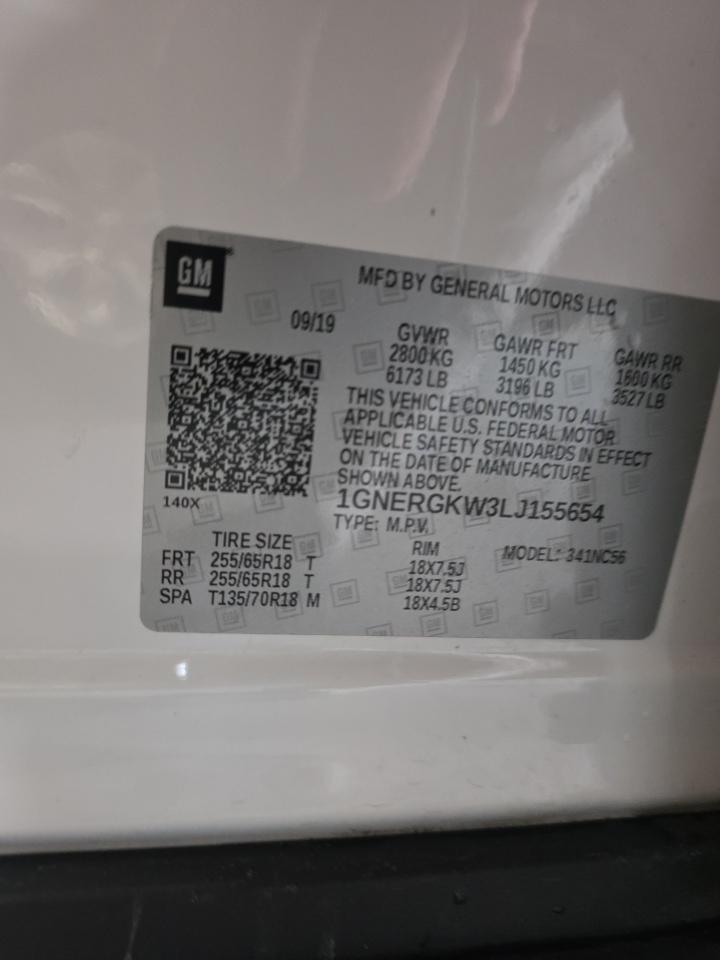 GM
MFD BY GENERAL MOTORS LLC
09/19
GVWR GAWR FRT GAWR RR
2800 KG 1450 KG 1600 KG
6173 LB 3196 LB 3527 LB
THIS VEHICLE CONFORMS TO ALL
APPLICABLE U.S. FEDERAL MOTOR
VEHICLE SAFETY STANDARDS IN EFFECT
ON THE DATE OF MANUFACTURE
SHOWN ABOVE.
140X
1GNERGKW3LJ155654
TYPE: M.P.V.
TIRE SIZE RIM MODEL: 341NC56
FRT 255/65R18 T 18X7.5J
RR 255/65R18 T 18X7.5J
SPA T135/70R18 M 18X4.5B